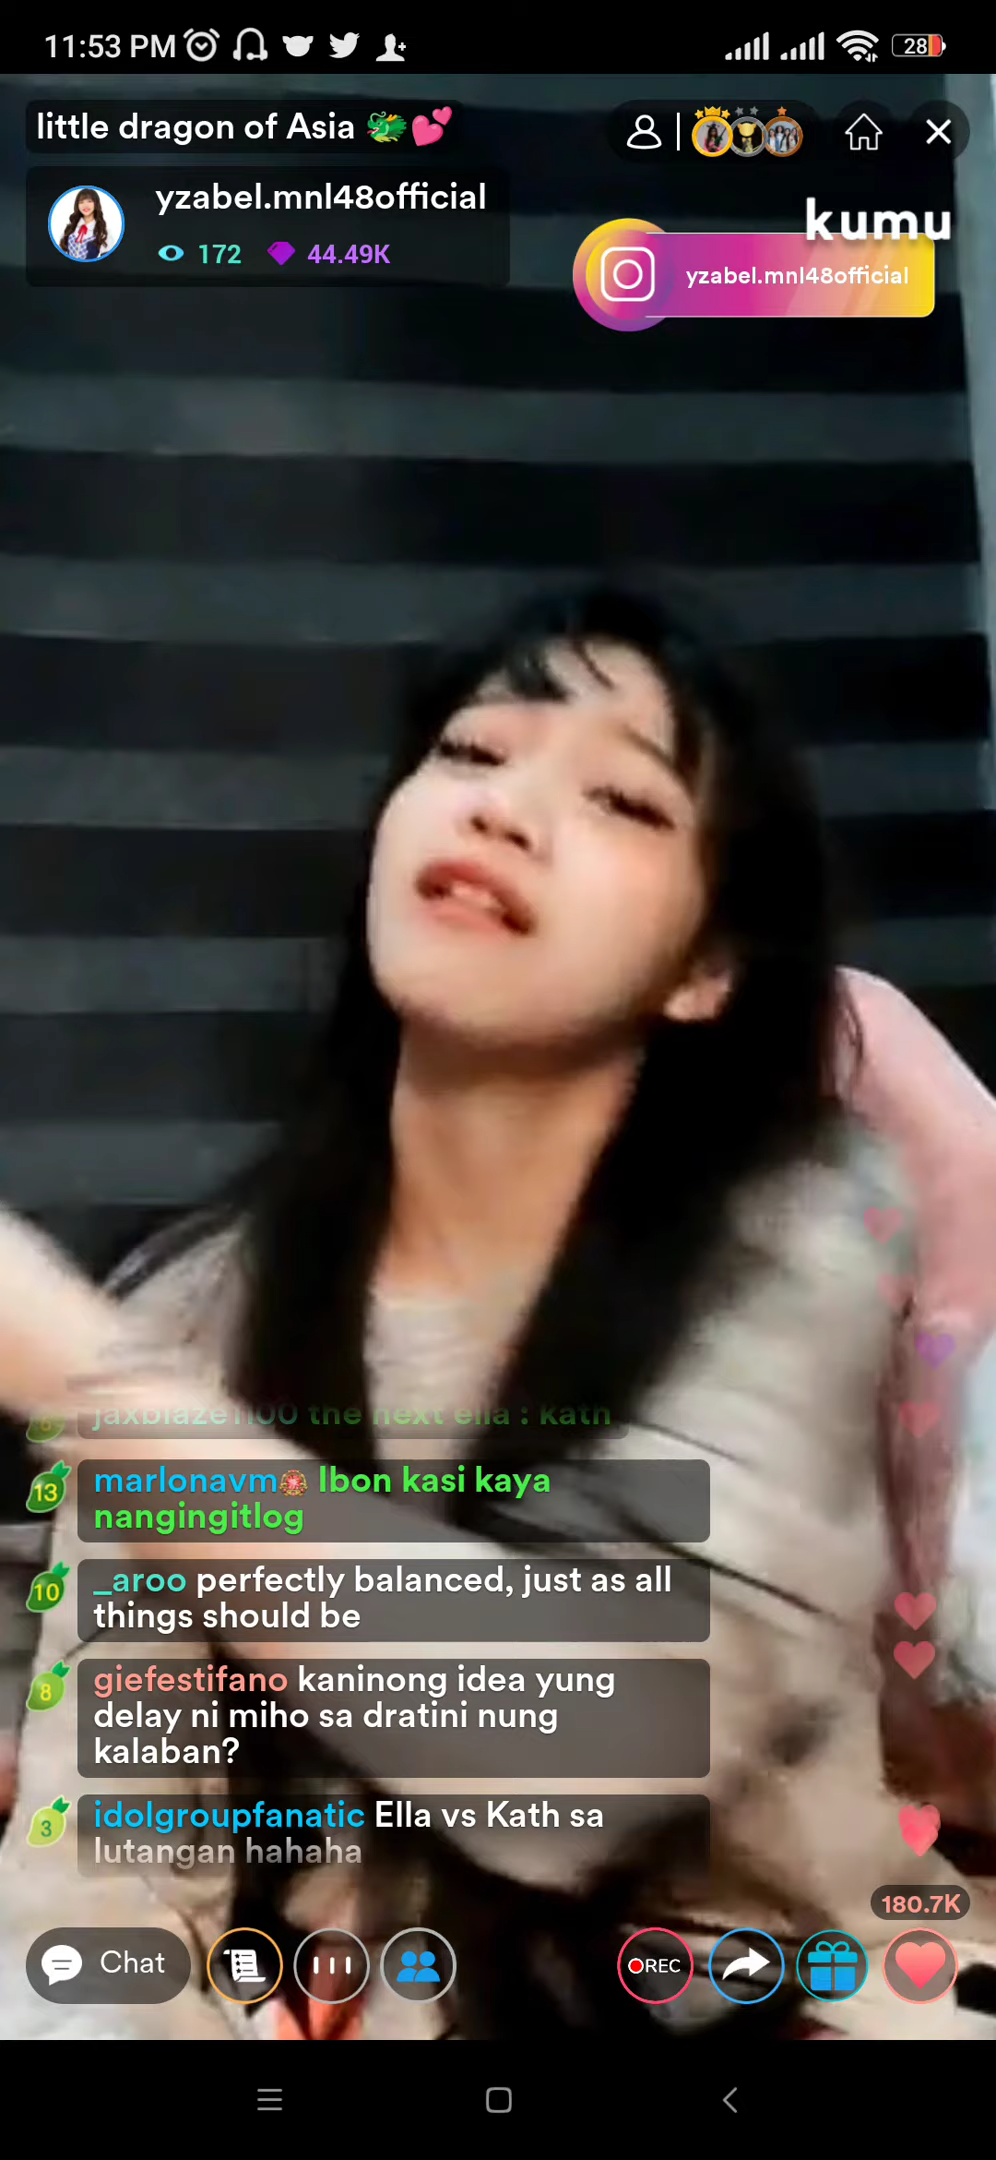 11:53 PM
28
little dragon of Asia 🐉💕
yzabel.mnl48official
172 44.49K
kumu
yzabel.mnl48official
jaxblaze1100 the next ella : kath
13 marlonavm Ibon kasi kaya
nangingitlog
10 _aroo perfectly balanced, just as all
things should be
8 giefestifano kaninong idea yung
delay ni miho sa dratini nung
kalaban?
3 idolgroupfanatic Ella vs Kath sa
lutangan hahaha
180.7K
Chat
REC